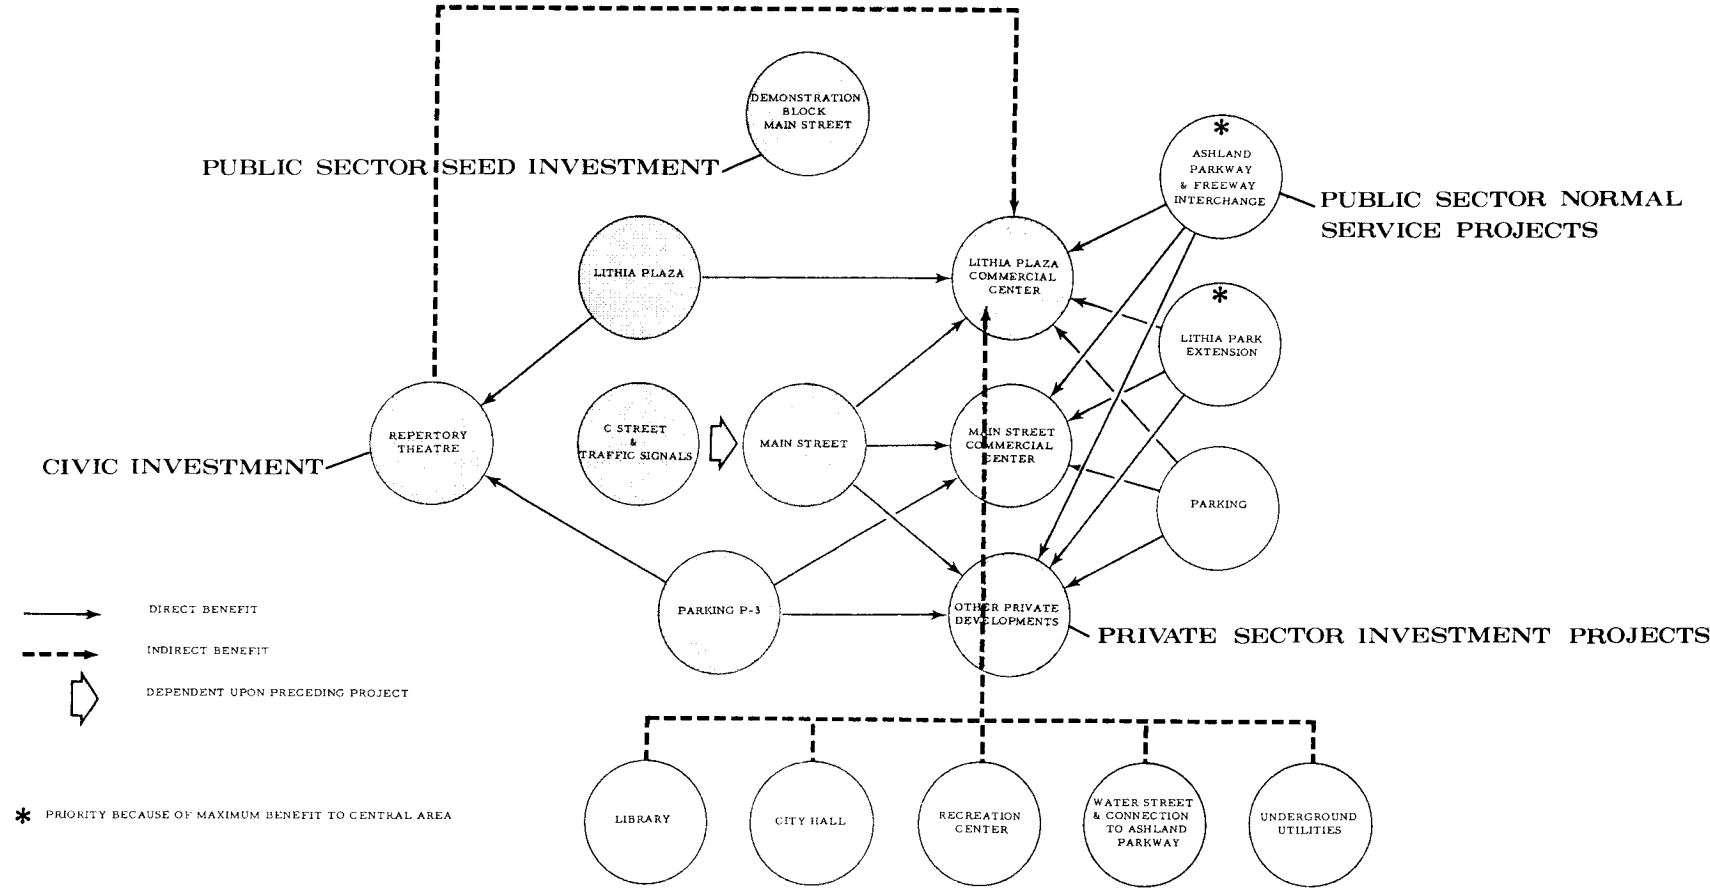 DEMONSTRATION
BLOCK
MAIN STREET
PUBLIC SECTOR SEED INVESTMENT
*
ASHLAND
PARKWAY
& FREEWAY
INTERCHANGE
PUBLIC SECTOR NORMAL
SERVICE PROJECTS
LITHIA PLAZA
LITHIA PLAZA
COMMERCIAL
CENTER
*
LITHIA PARK
EXTENSION
REPERTORY
THEATRE
CIVIC INVESTMENT
C STREET
&
TRAFFIC SIGNALS
MAIN STREET
MAIN STREET
COMMERCIAL
CENTER
PARKING
PARKING P-3
OTHER PRIVATE
DEVELOPMENTS
PRIVATE SECTOR INVESTMENT PROJECTS
DIRECT BENEFIT
INDIRECT BENEFIT
DEPENDENT UPON PRECEDING PROJECT
* PRIORITY BECAUSE OF MAXIMUM BENEFIT TO CENTRAL AREA
LIBRARY
CITY HALL
RECREATION
CENTER
WATER STREET
& CONNECTION
TO ASHLAND
PARKWAY
UNDERGROUND
UTILITIES